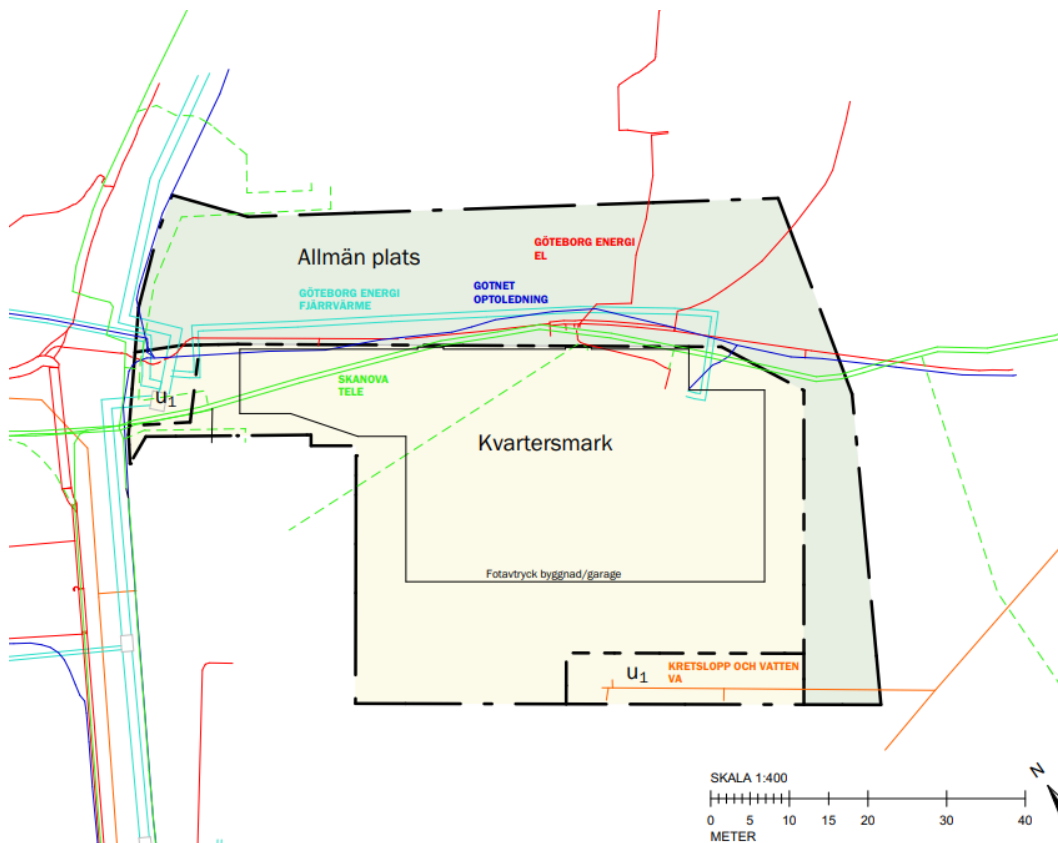 GÖTEBORG ENERGI
EL
Allmän plats
GÖTEBORG ENERGI
FJÄRRVÄRME
GOTNET
OPTOLEDNING
SKANOVA
TELE
u1
Kvartersmark
Fotavtryck byggnad/garage
u1
KRETSLOPP OCH VATTEN
VA
N
SKALA 1:400
0 5 10 15 20 30 40
METER